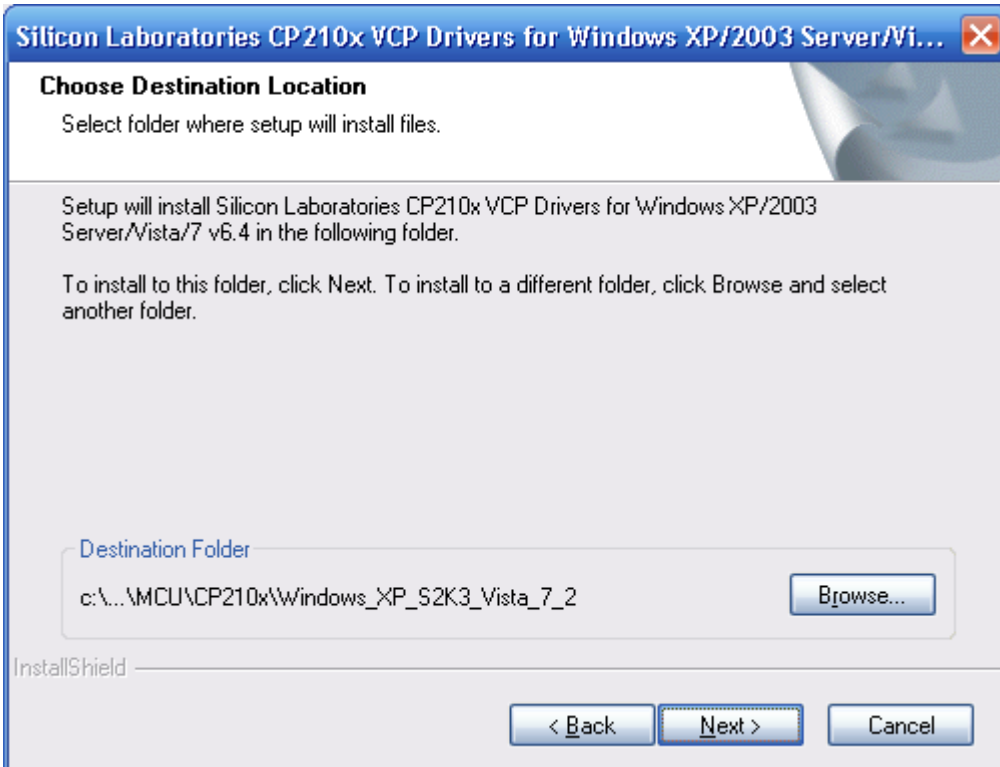 Silicon Laboratories CP210x VCP Drivers for Windows XP/2003 Server/Vi...
Choose Destination Location
Select folder where setup will install files.
Setup will install Silicon Laboratories CP210x VCP Drivers for Windows XP/2003
Server/Vista/7 v6.4 in the following folder.
To install to this folder, click Next. To install to a different folder, click Browse and select
another folder.
Destination Folder
c:\...\MCU\CP210x\Windows_XP_S2K3_Vista_7_2
Browse...
InstallShield
< Back
Next >
Cancel